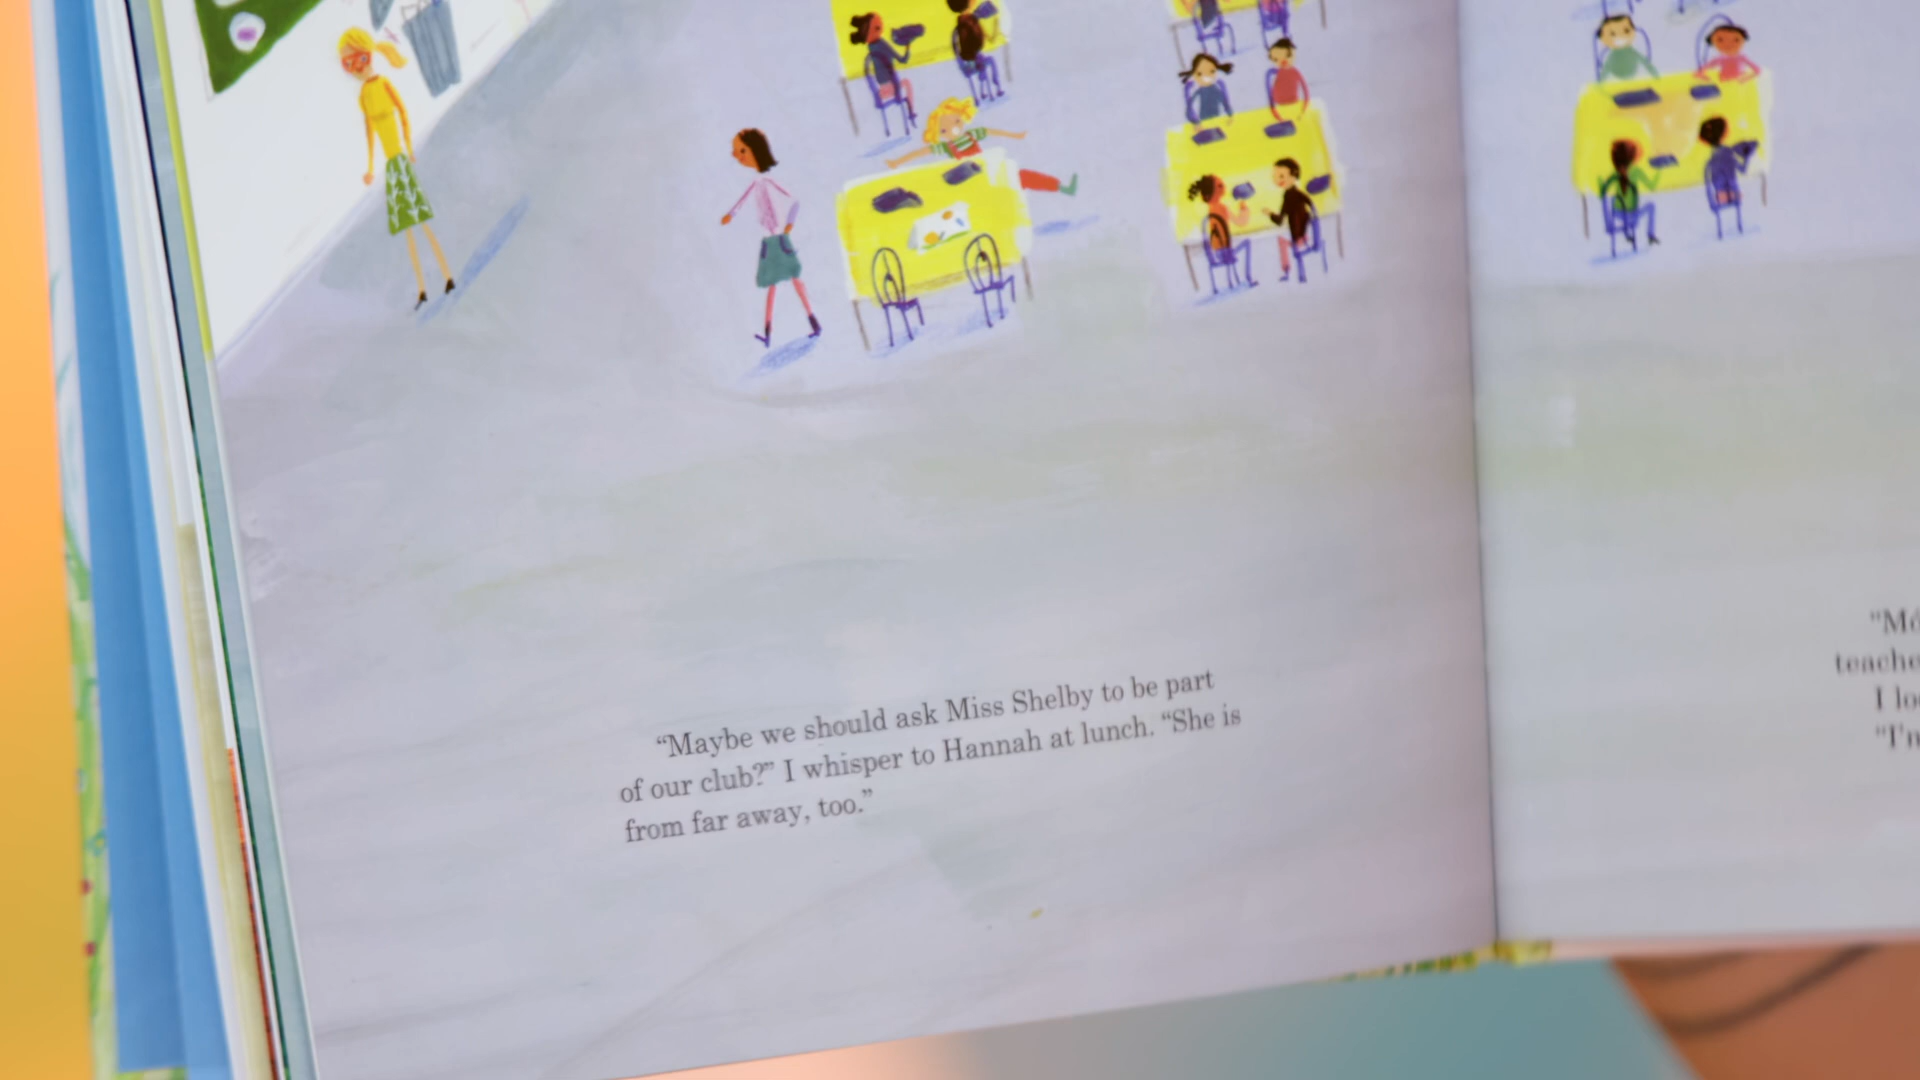 “Maybe we should ask Miss Shelby to be part
of our club?” I whisper to Hannah at lunch. “She is
from far away, too.”